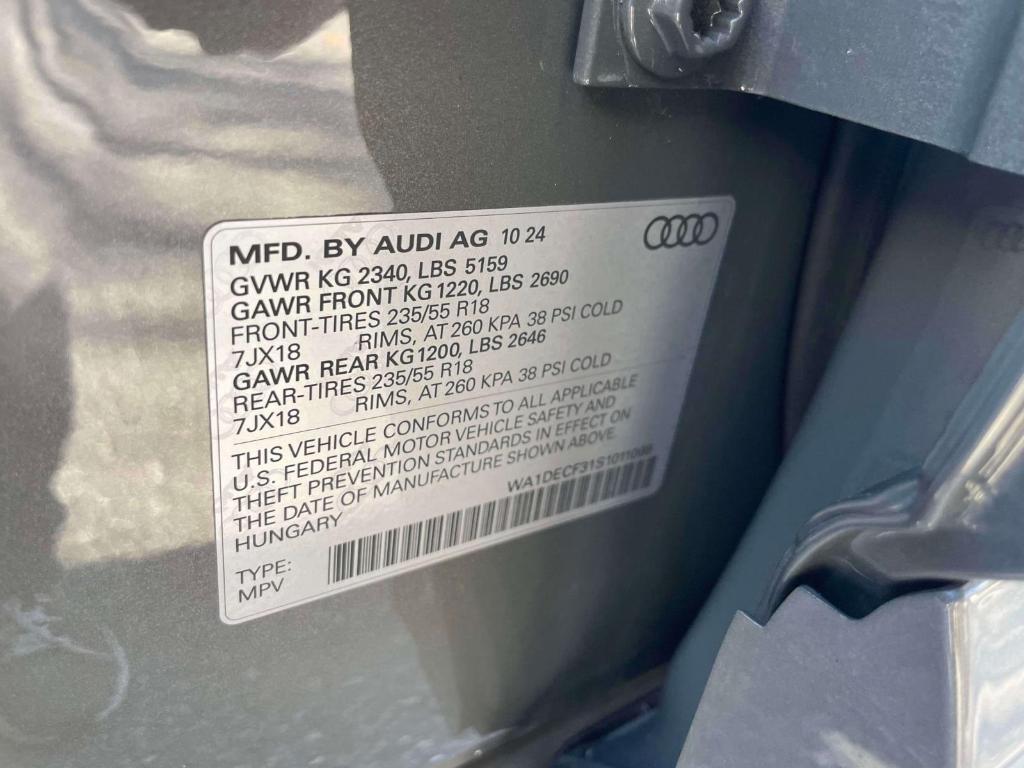 MFD. BY AUDI AG 10 24
GVWR KG 2340, LBS 5159
GAWR FRONT KG 1220, LBS 2690
FRONT-TIRES 235/55 R18
7JX18 RIMS, AT 260 KPA 38 PSI COLD
GAWR REAR KG 1200, LBS 2646
REAR-TIRES 235/55 R18
7JX18 RIMS, AT 260 KPA 38 PSI COLD
THIS VEHICLE CONFORMS TO ALL APPLICABLE
U.S. FEDERAL MOTOR VEHICLE SAFETY AND
THEFT PREVENTION STANDARDS IN EFFECT ON
THE DATE OF MANUFACTURE SHOWN ABOVE.
HUNGARY
TYPE:
MPV